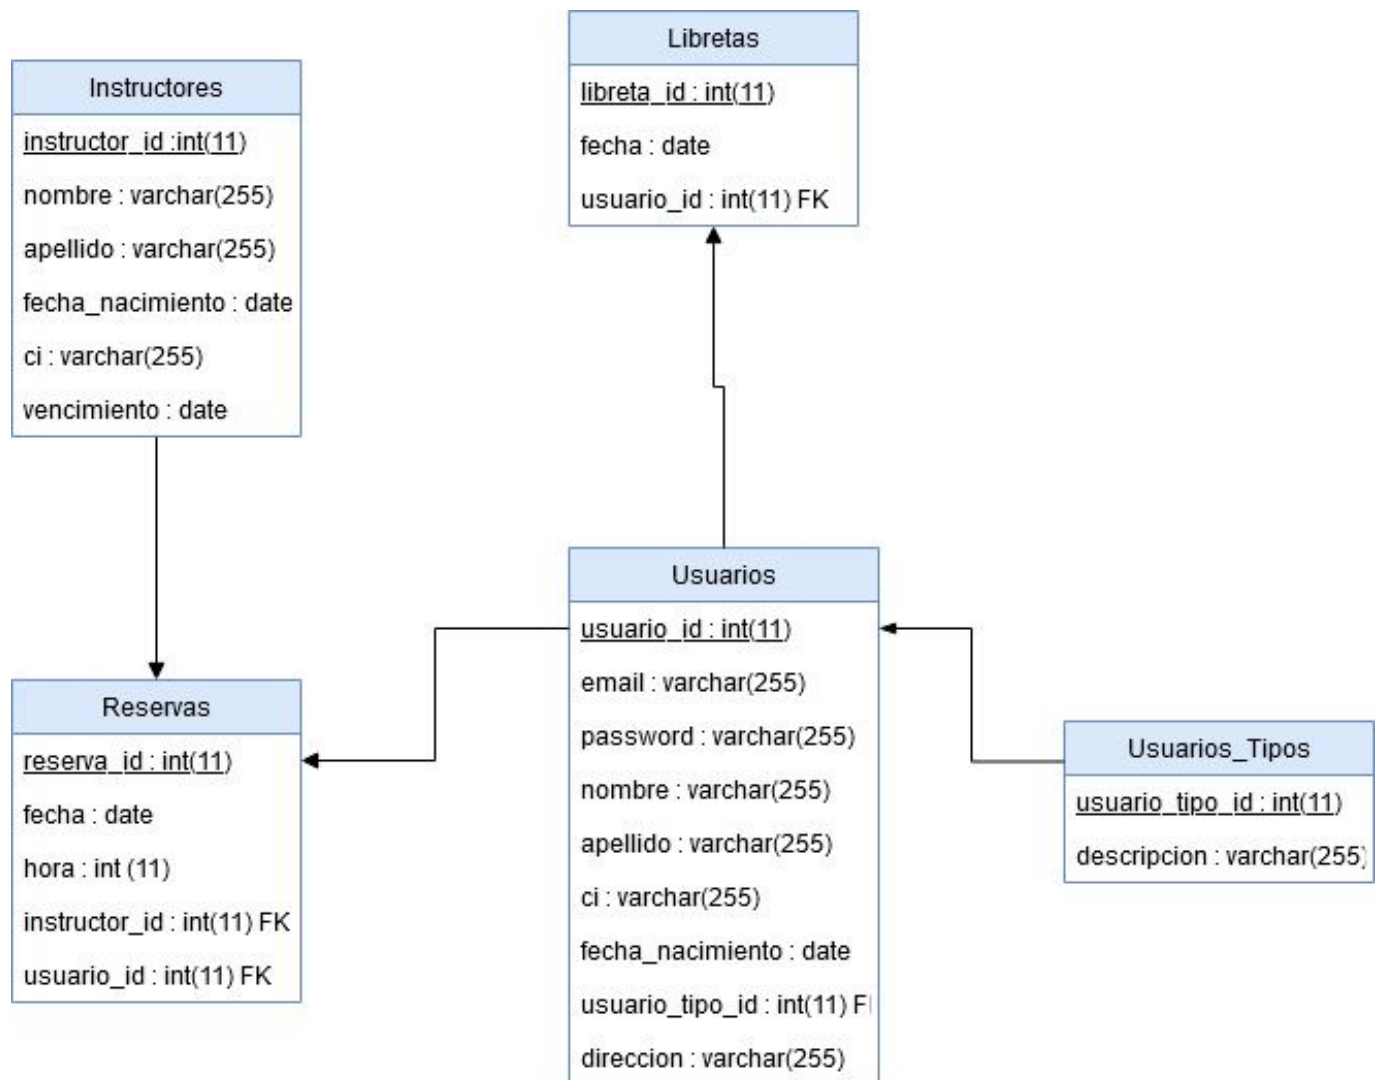 Instructores
instructor_id :int(11)
nombre : varchar(255)
apellido : varchar(255)
fecha_nacimiento : date
ci : varchar(255)
vencimiento : date
Libretas
libreta_id : int(11)
fecha : date
usuario_id : int(11) FK
Reservas
reserva_id : int(11)
fecha : date
hora : int (11)
instructor_id : int(11) FK
usuario_id : int(11) FK
Usuarios
usuario_id : int(11)
email : varchar(255)
password : varchar(255)
nombre : varchar(255)
apellido : varchar(255)
ci : varchar(255)
fecha_nacimiento : date
usuario_tipo_id : int(11) F
direccion : varchar(255)
Usuarios_Tipos
usuario_tipo_id : int(11)
descripcion : varchar(255)